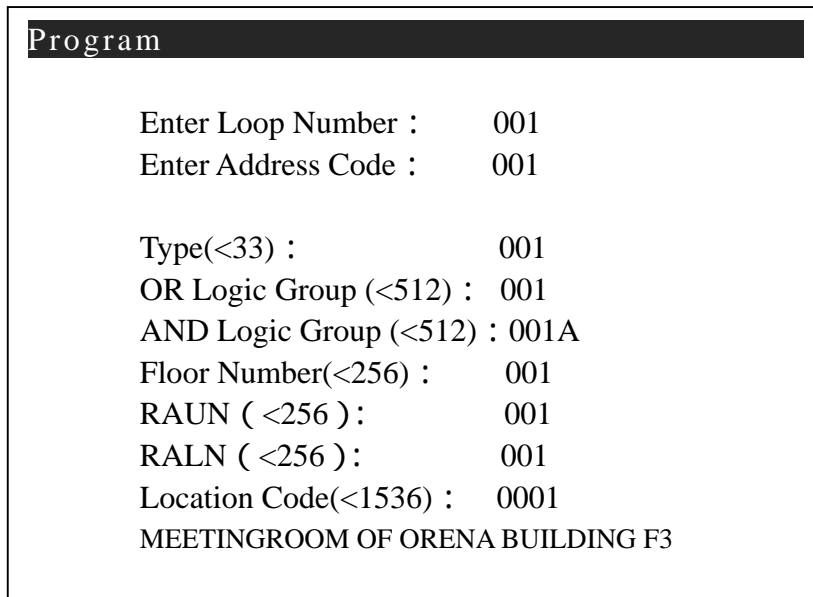 Program
Enter Loop Number： 001
Enter Address Code： 001
Type(<33)： 001
OR Logic Group (<512)： 001
AND Logic Group (<512)：001A
Floor Number(<256)： 001
RAUN（<256）： 001
RALN（<256）： 001
Location Code(<1536)： 0001
MEETINGROOM OF ORENA BUILDING F3